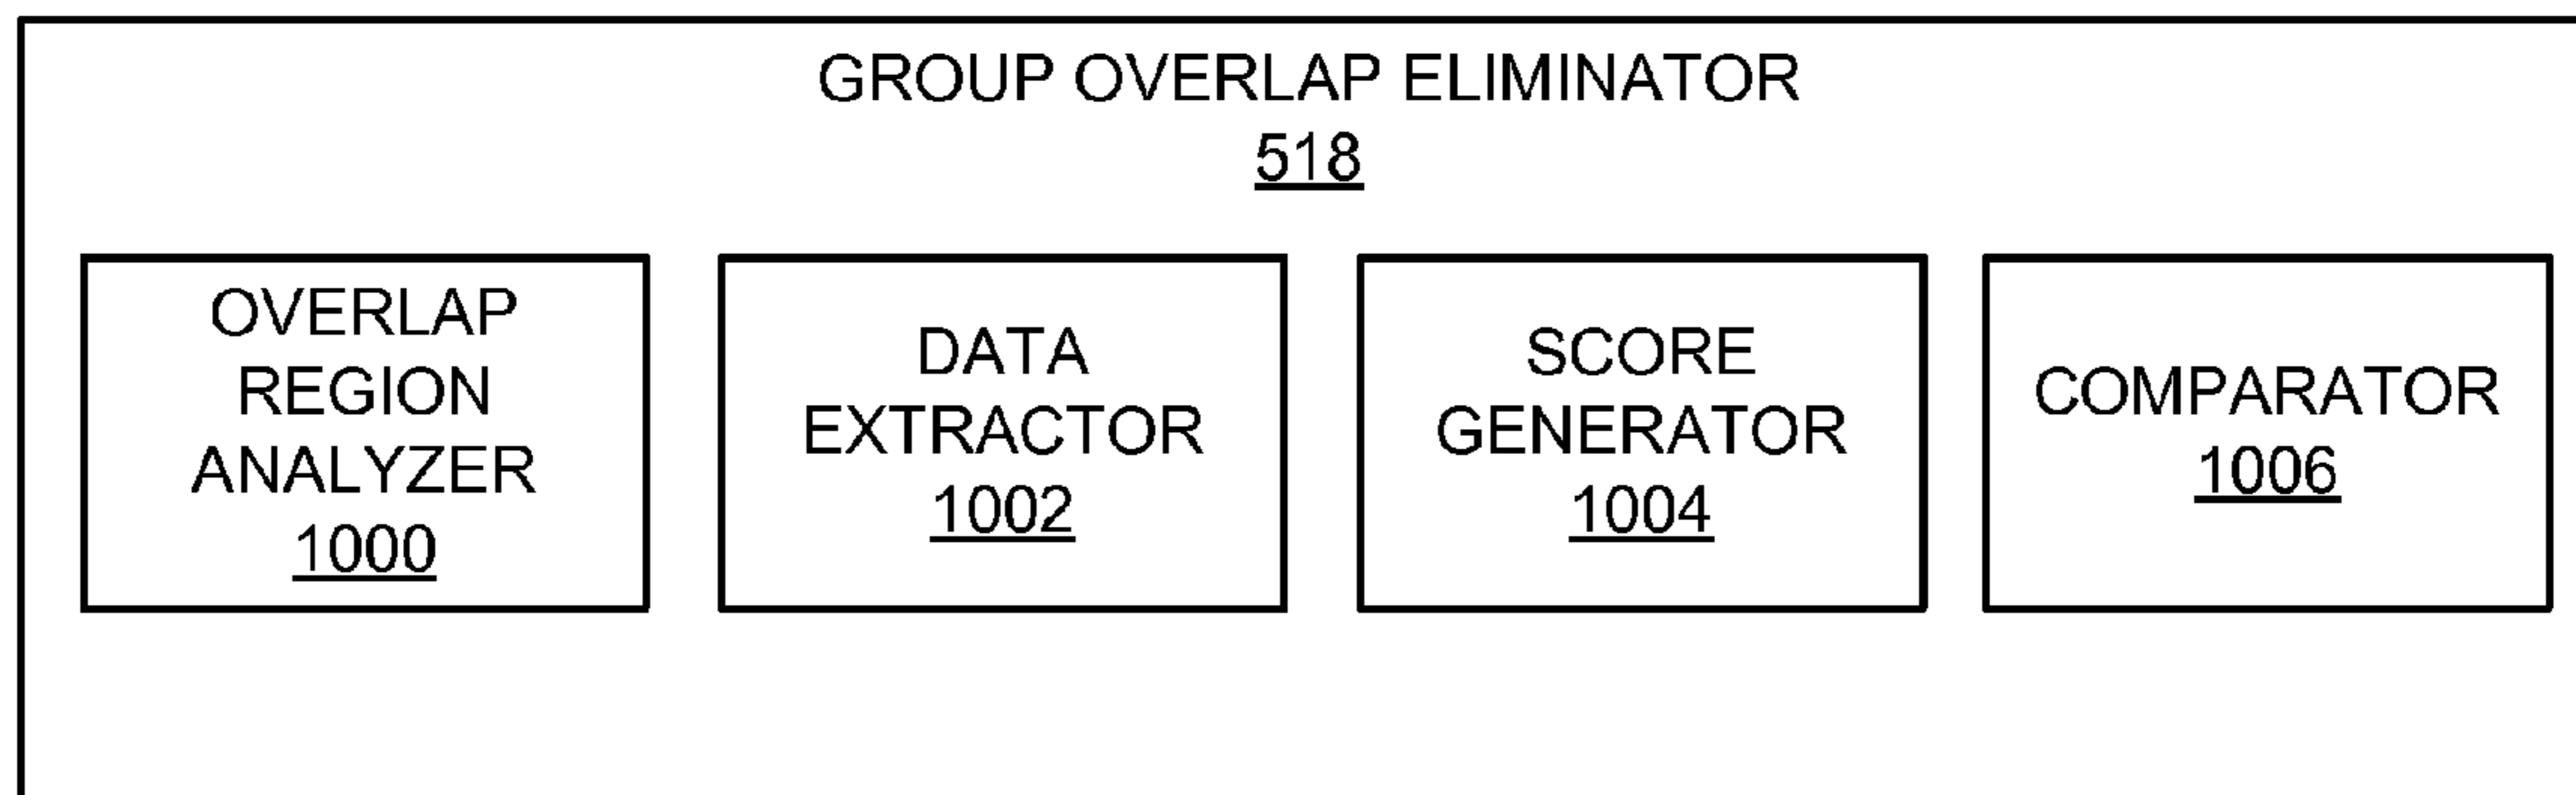 GROUP OVERLAP ELIMINATOR
518
OVERLAP
REGION
ANALYZER
1000
DATA
EXTRACTOR
1002
SCORE
GENERATOR
1004
COMPARATOR
1006